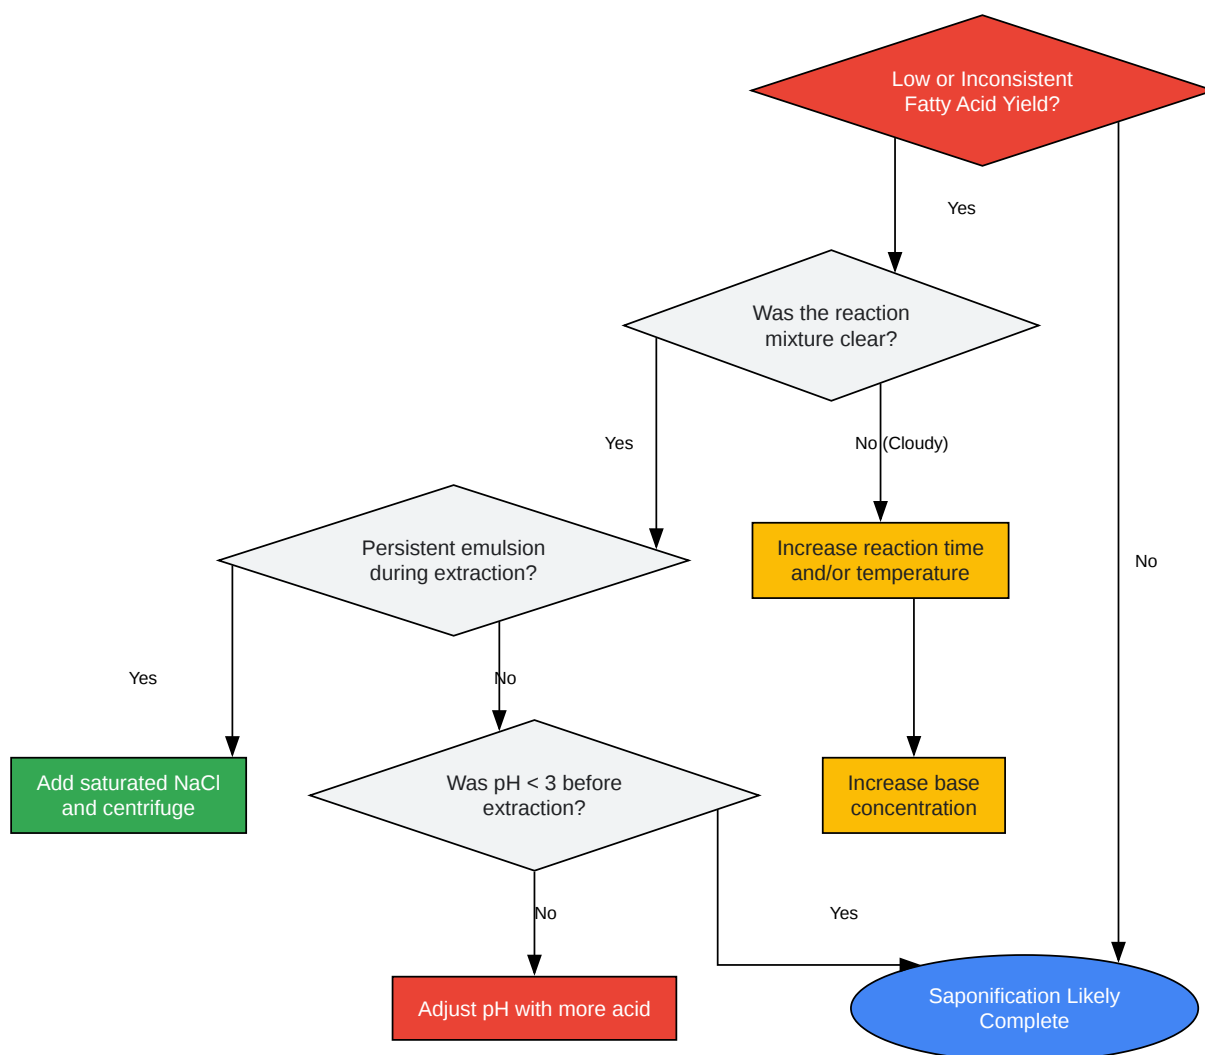 Low or Inconsistent
Fatty Acid Yield?
Yes
Was the reaction
mixture clear?
Yes
No (Cloudy)
Persistent emulsion
during extraction?
Increase reaction time
and/or temperature
No
Yes
No
Add saturated NaCl
and centrifuge
Was pH < 3 before
extraction?
Increase base
concentration
No
Yes
Adjust pH with more acid
Saponification Likely
Complete